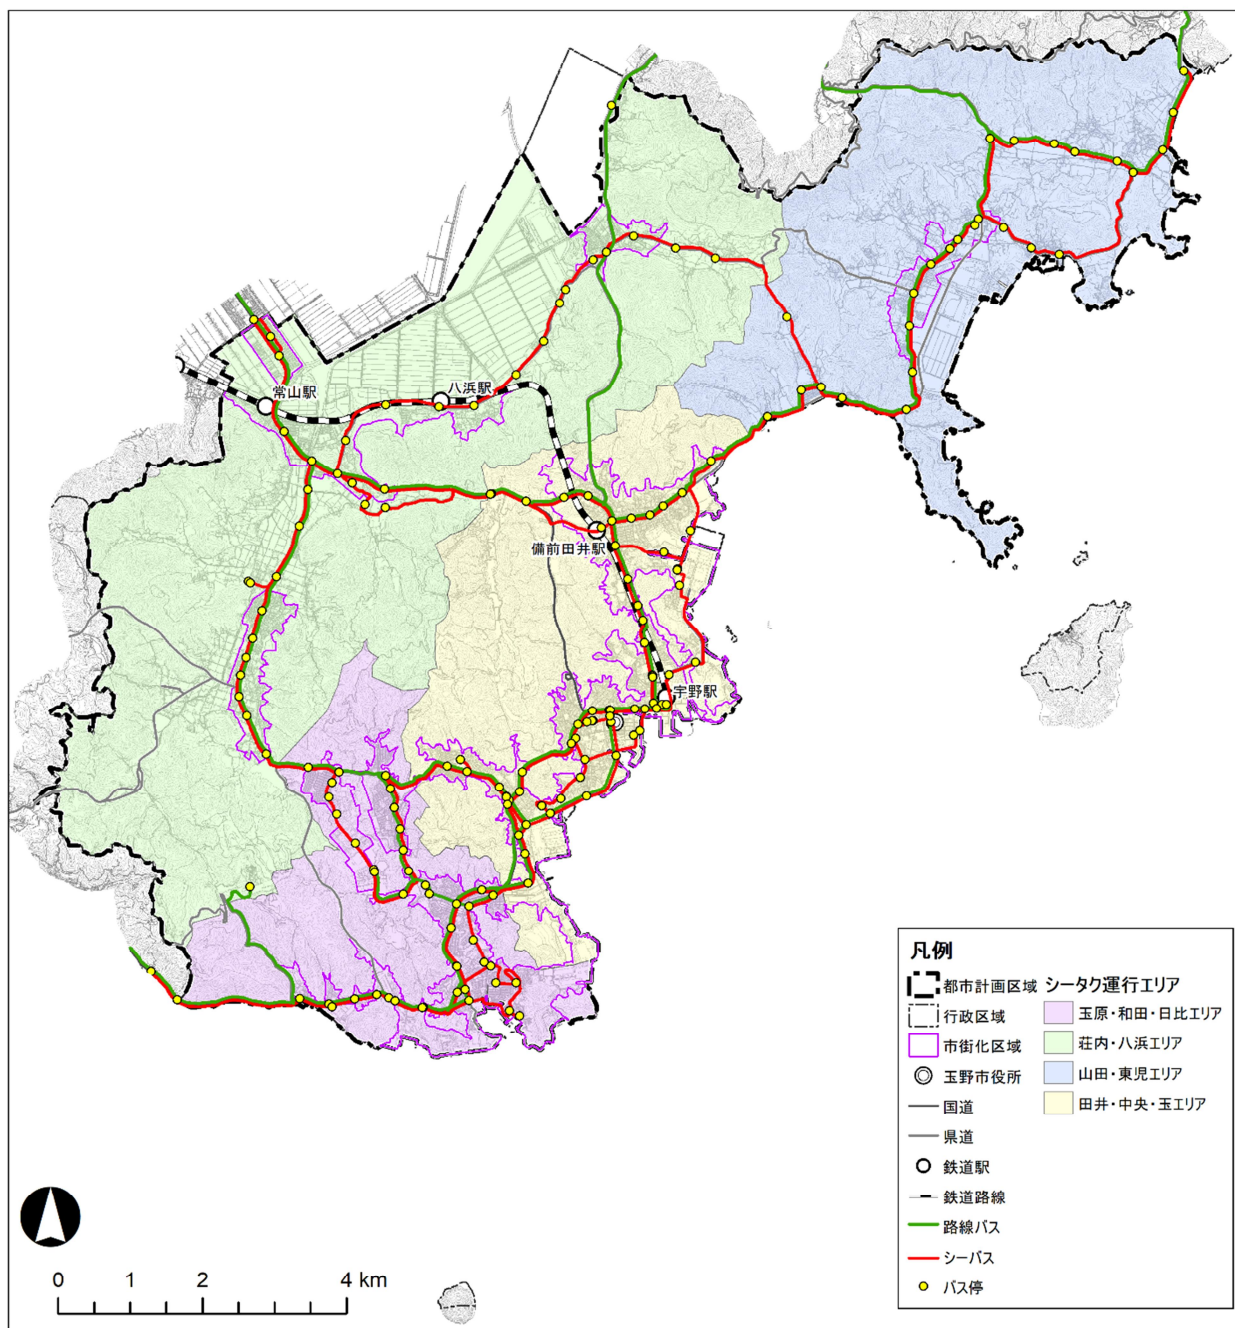 常山駅
八浜駅
備前田井駅
宇野駅
凡例
都市計画区域
行政区域
市街化区域
玉野市役所
国道
県道
鉄道駅
鉄道路線
路線バス
シーバス
バス停
シータク運行エリア
玉原・和田・日比エリア
荘内・八浜エリア
山田・東児エリア
田井・中央・玉エリア
0 1 2 4 km